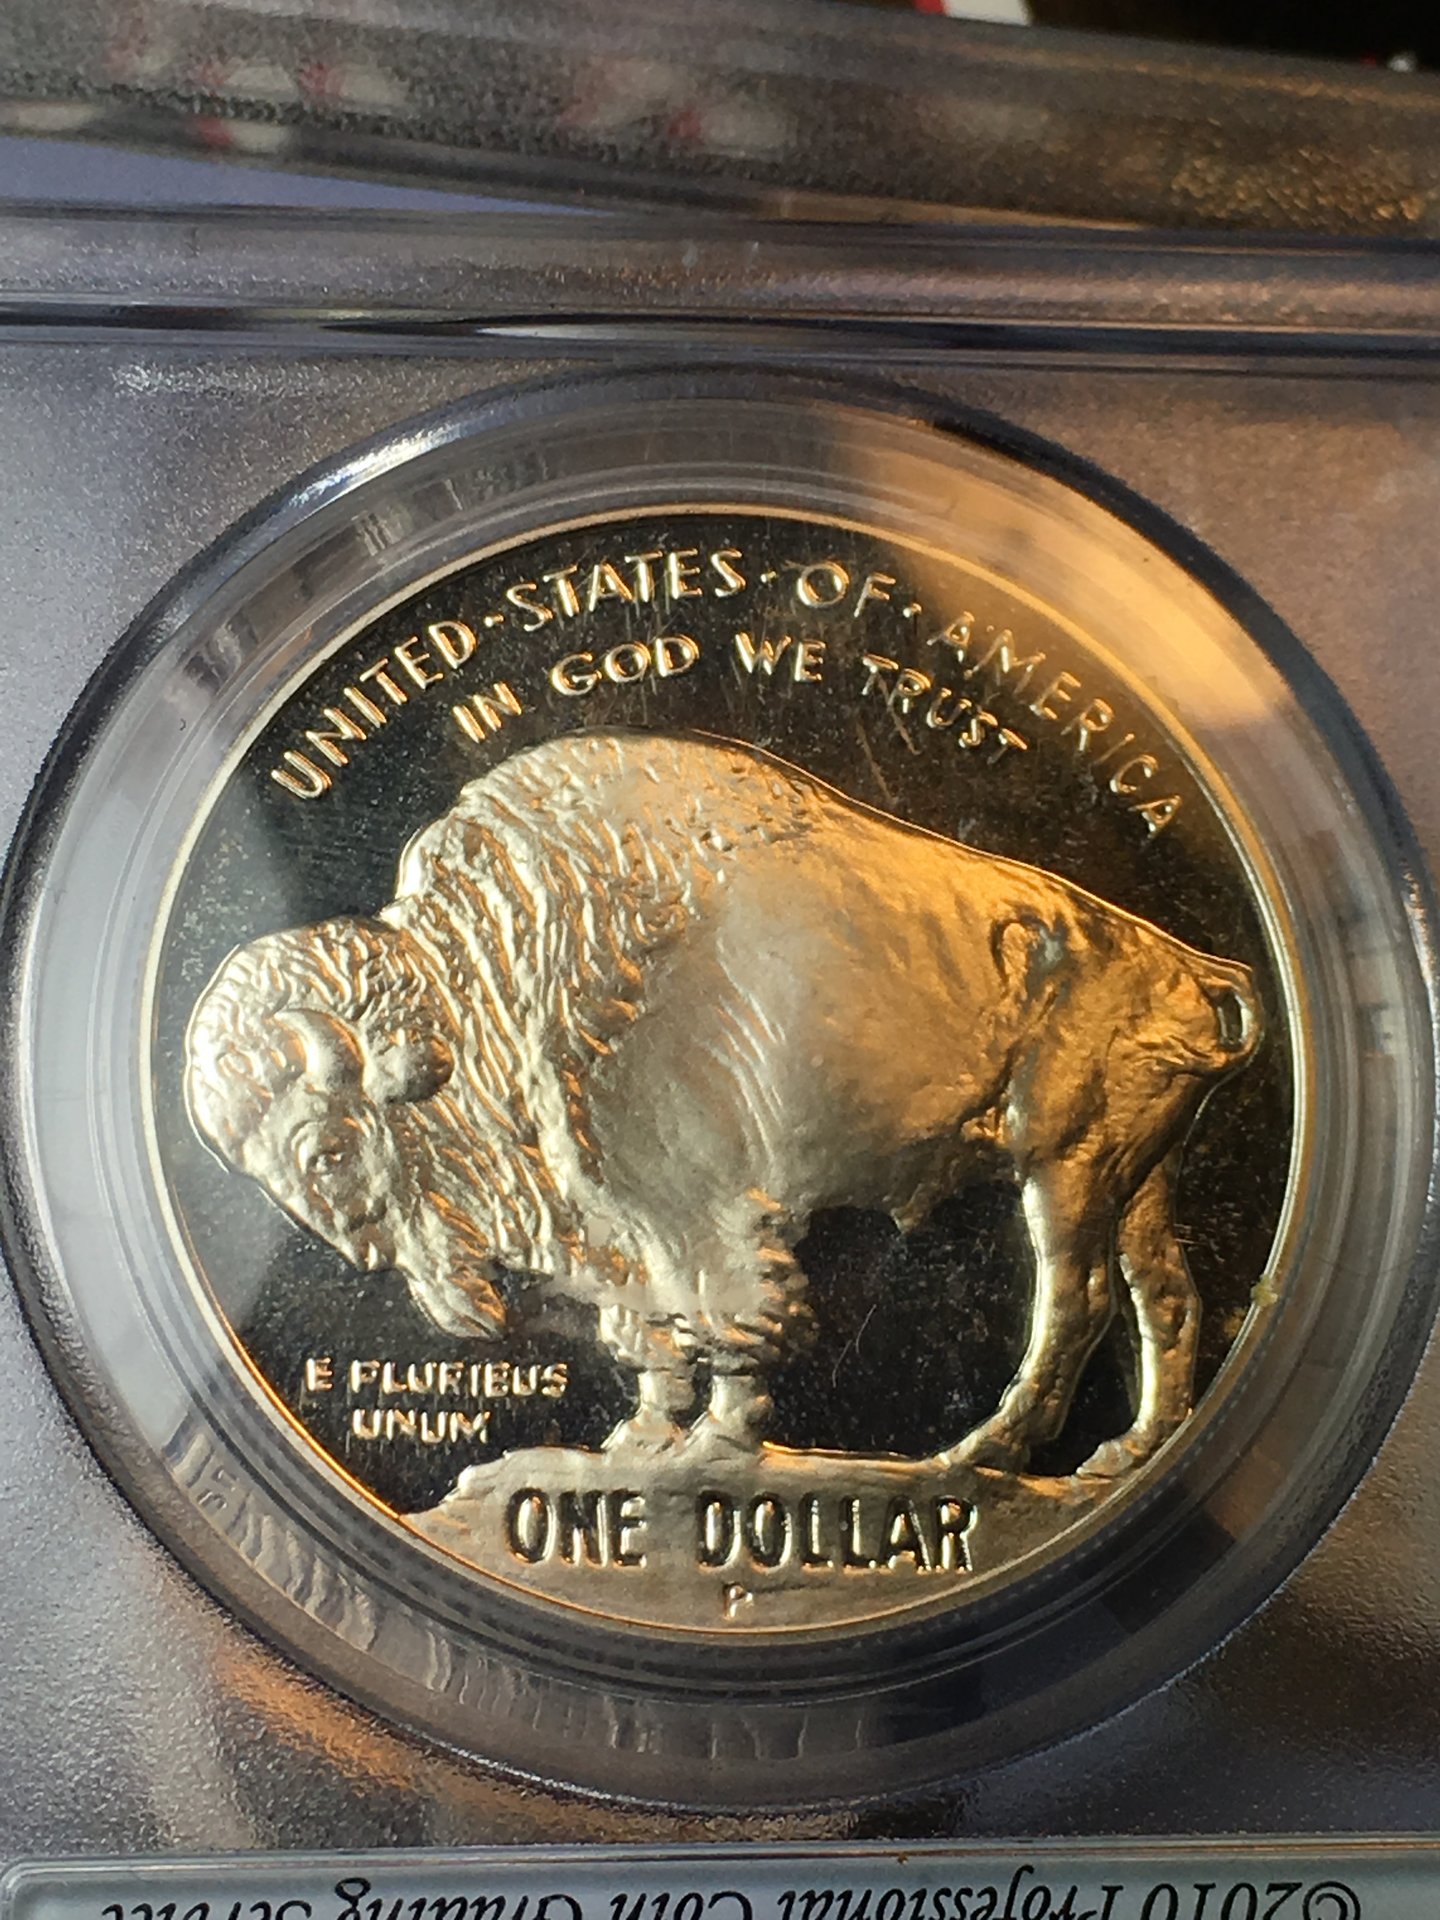 UNITED·STATES·OF·AMERICA
IN GOD WE TRUST
E PLURIBUS
UNUM
ONE DOLLAR
P
©2010 Professional Coin Grading Service